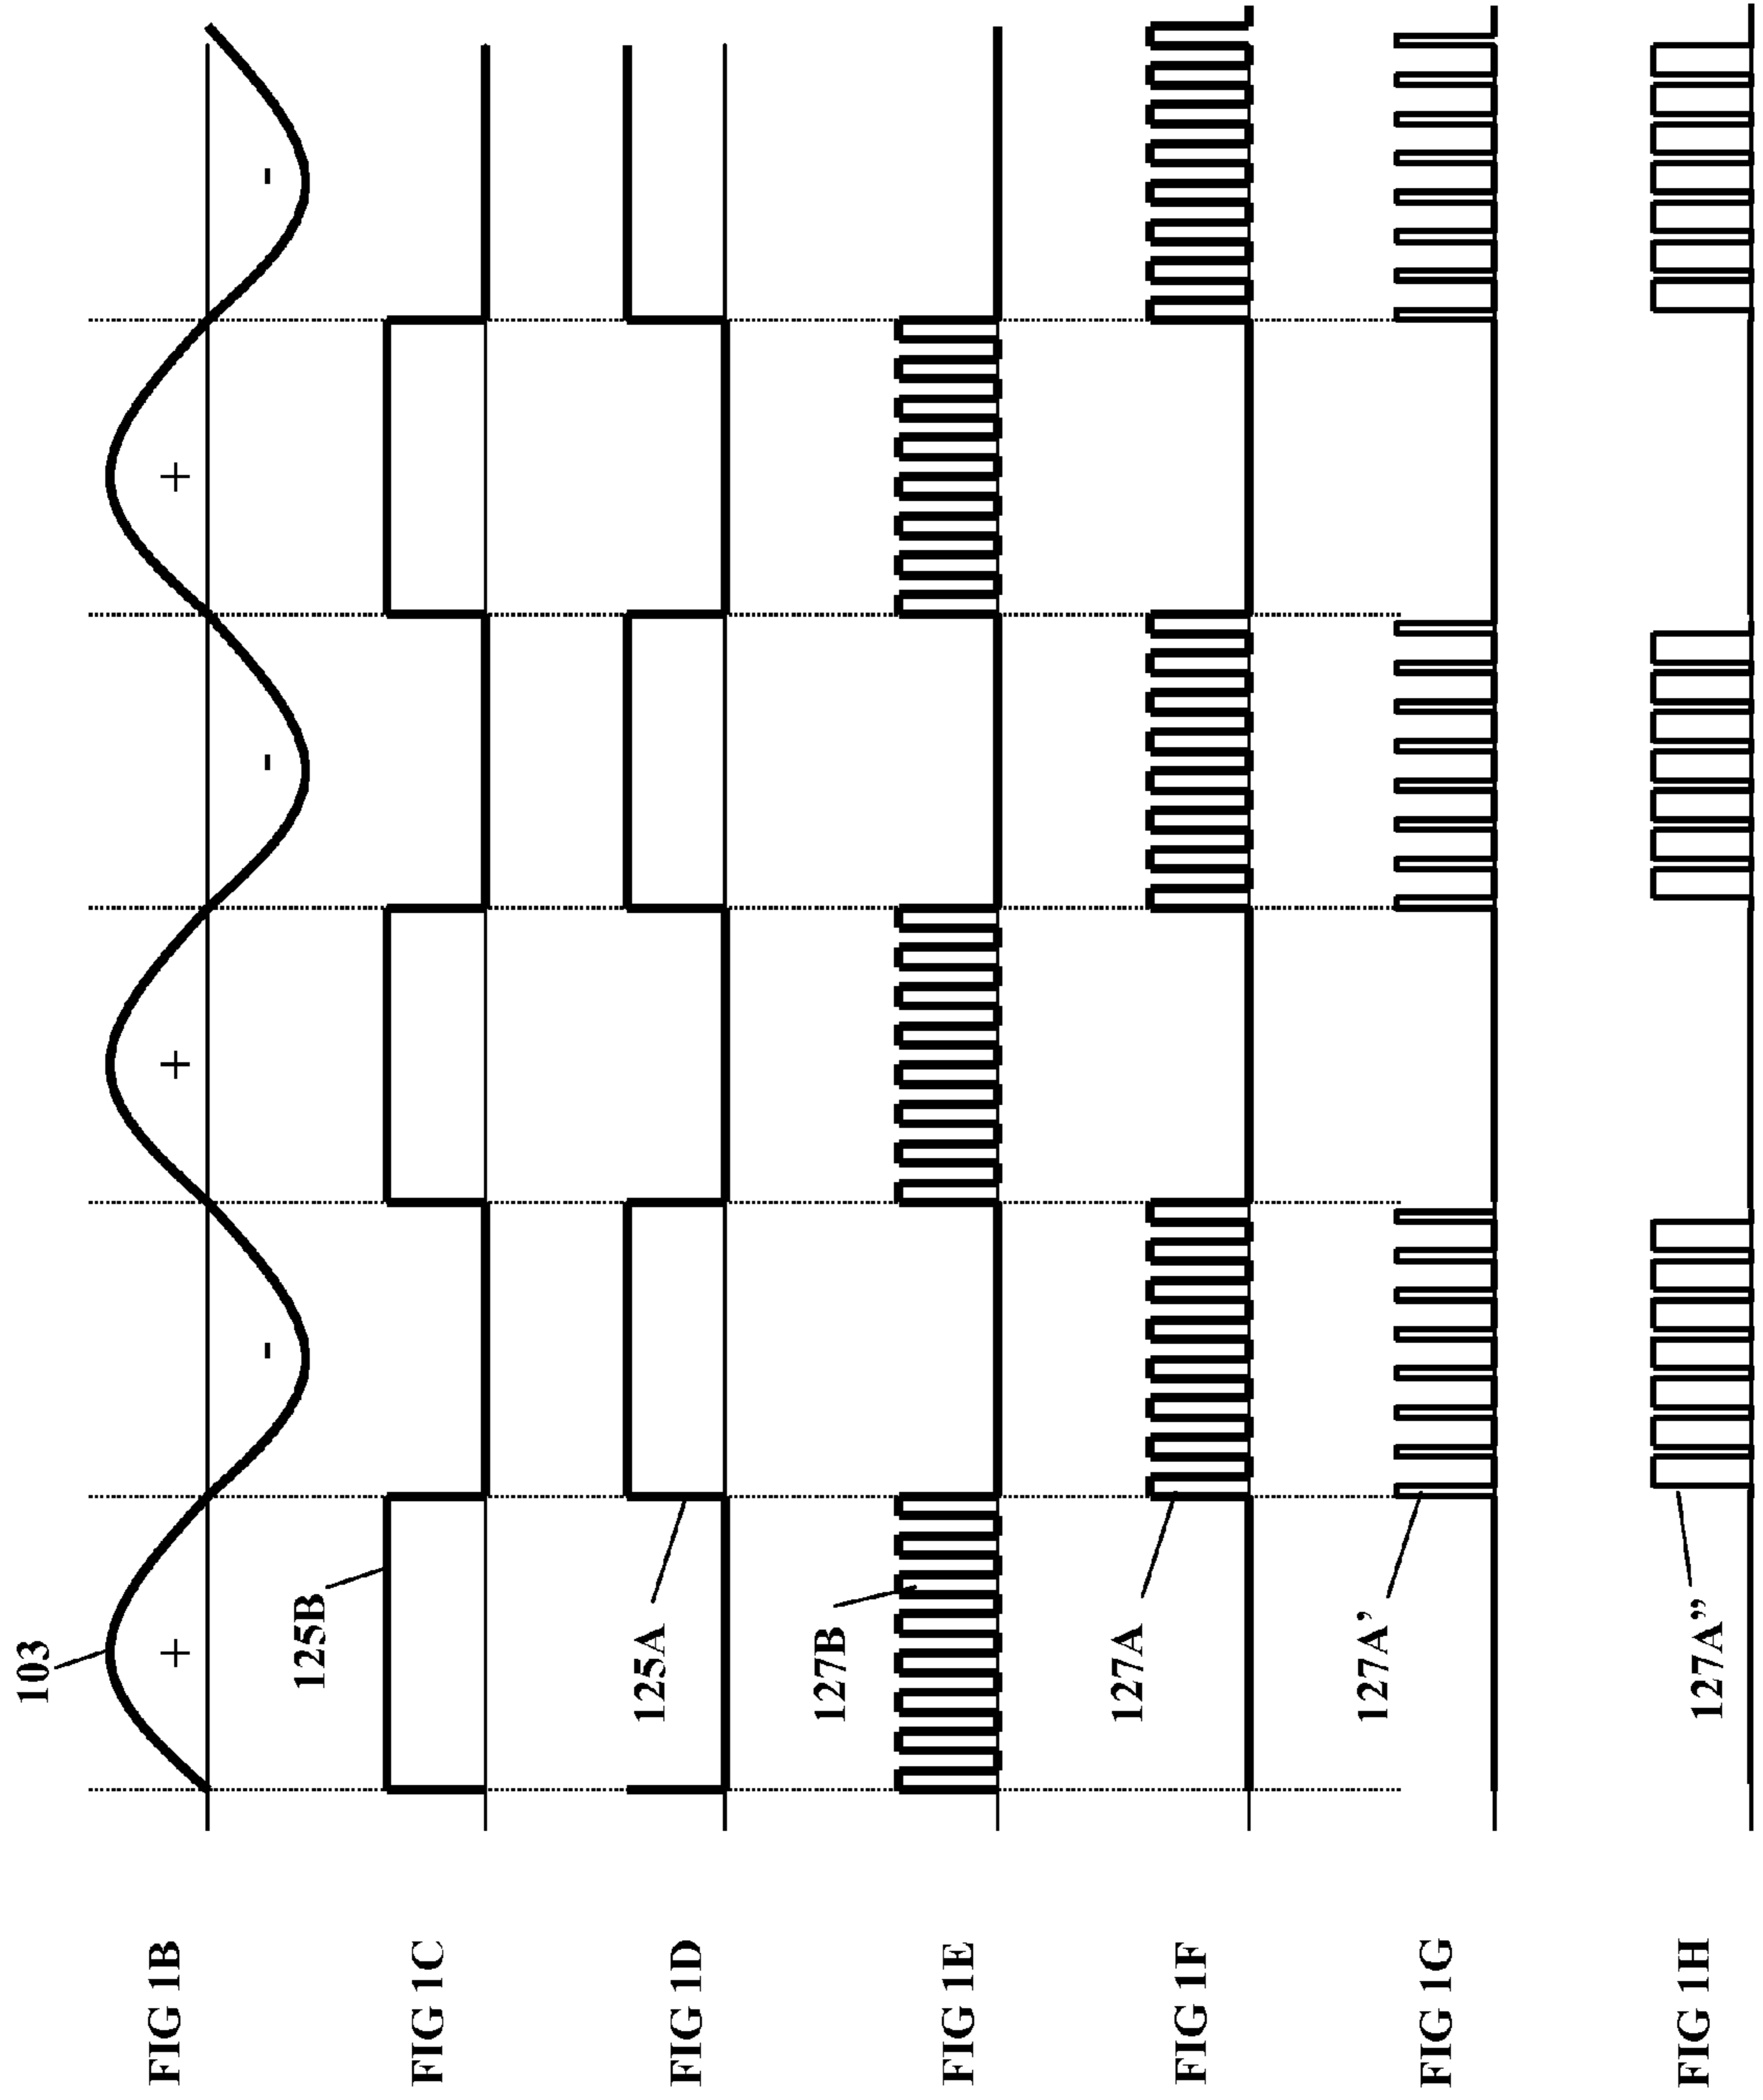 FIG 1B
103
+
-
+
-
+
-
FIG 1C
125B
FIG 1D
125A
FIG 1E
127B
FIG 1F
127A
FIG 1G
127A’
FIG 1H
127A”